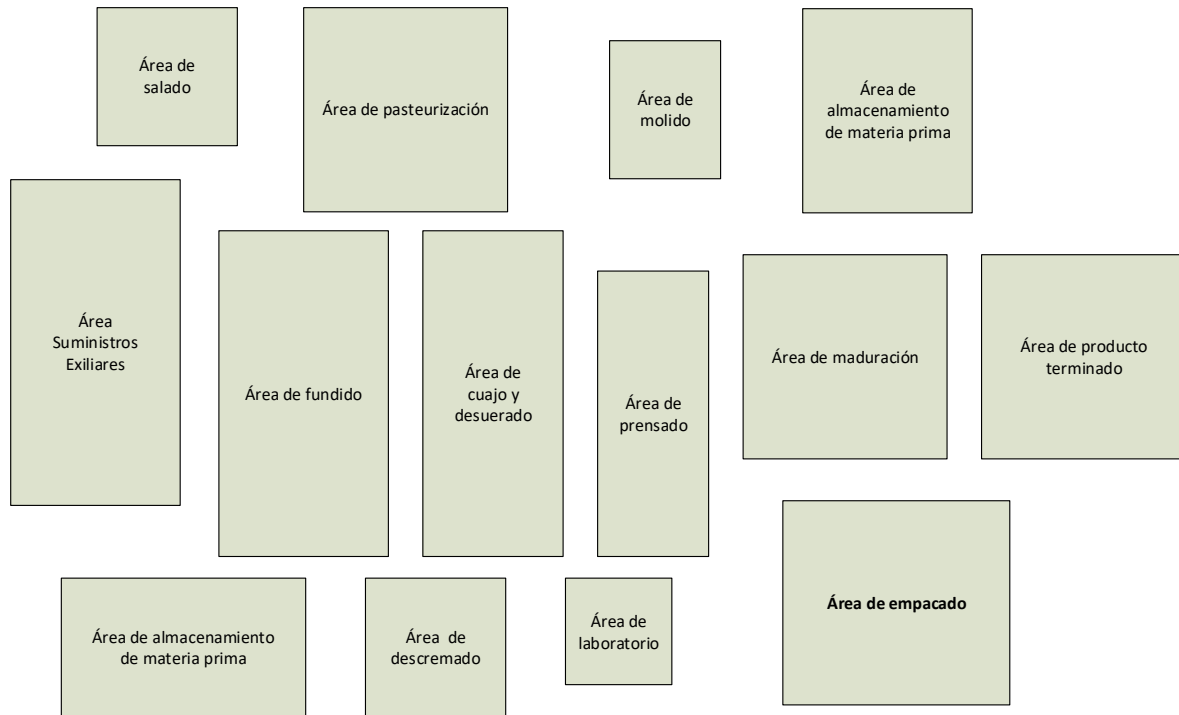 Área de
salado
Área de pasteurización
Área de
molido
Área de
almacenamiento
de materia prima
Área
Suministros
Exiliares
Área de fundido
Área de
cuajo y
desuerado
Área de
prensado
Área de maduración
Área de producto
terminado
Área de almacenamiento
de materia prima
Área  de
descremado
Área de
laboratorio
Área de empacado